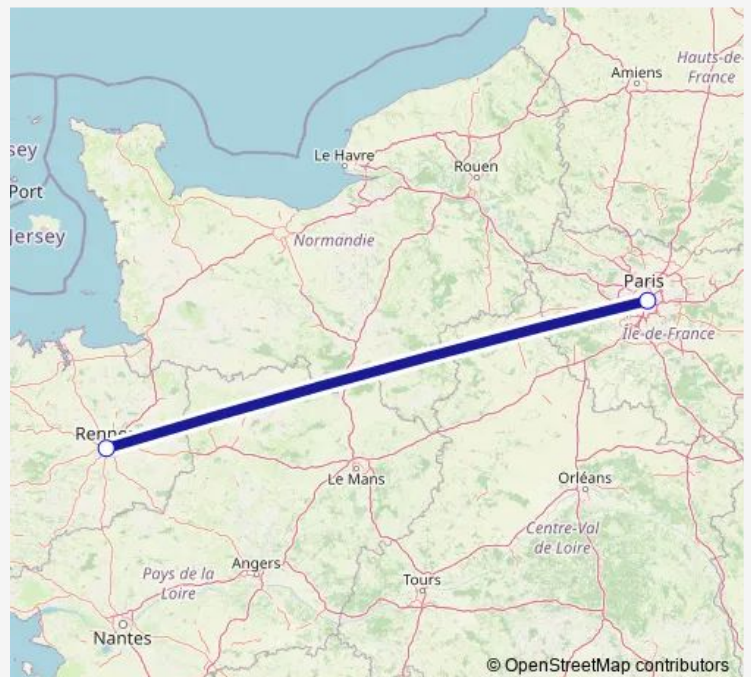 Hauts-de-
France
Amiens
sey
Le Havre
Rouen
Port
Jersey
Normandie
Paris
Île-de-France
Renne
Le Mans
Orléans
Centre-Val
de Loire
Angers
Pays de la
Loire
Tours
Nantes
© OpenStreetMap contributors